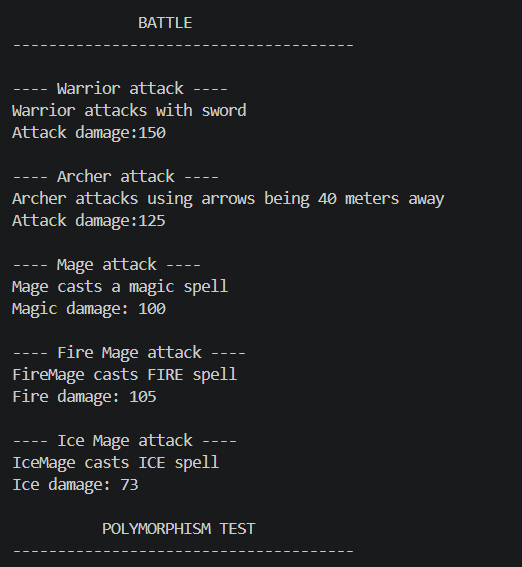 BATTLE
--------------------------------------
---- Warrior attack ----
Warrior attacks with sword
Attack damage:150
---- Archer attack ----
Archer attacks using arrows being 40 meters away
Attack damage:125
---- Mage attack ----
Mage casts a magic spell
Magic damage: 100
---- Fire Mage attack ----
FireMage casts FIRE spell
Fire damage: 105
---- Ice Mage attack ----
IceMage casts ICE spell
Ice damage: 73
POLYMORPHISM TEST
--------------------------------------